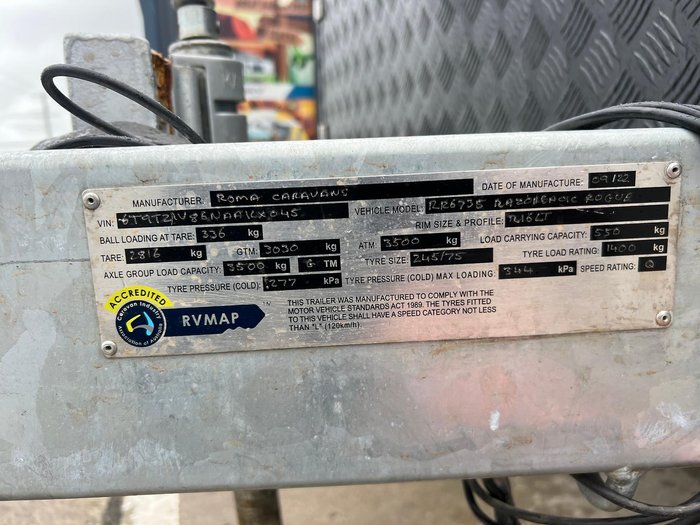 MANUFACTURER: ROMA CARAVANS DATE OF MANUFACTURE: 09/22
VIN: VEHICLE MODEL: RR6735 ROGUE
BALL LOADING AT TARE: 336 kg RIM SIZE & PROFILE: R16LT
TARE: 2816 kg GTM: 3030 kg ATM 3500 kg LOAD CARRYING CAPACITY: 550 kg
AXLE GROUP LOAD CAPACITY: 3500 kg G TM TYRE SIZE: 245/75 TYRE LOAD RATING: 1400 kg
TYRE PRESSURE (COLD): 277 kPa TYRE PRESSURE (COLD) MAX LOADING 344 kPa SPEED RATING: Q
ACCREDITED
Caravan Industry
Association of Australia
RVMAP ™
THIS TRAILER WAS MANUFACTURED TO COMPLY WITH THE
MOTOR VEHICLE STANDARDS ACT 1989. THE TYRES FITTED
TO THIS VEHICLE SHALL HAVE A SPEED CATEGORY NOT LESS
THAN "L" (120km/h).